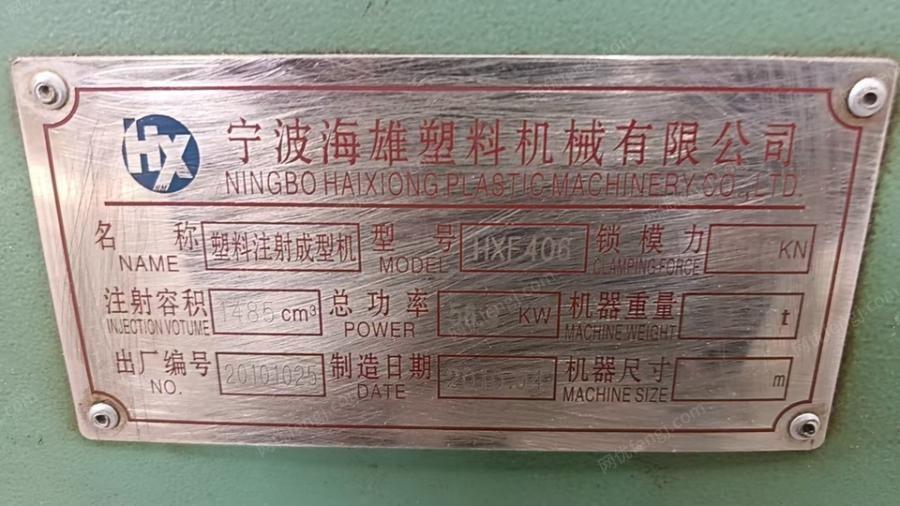 HX
宁波海雄塑料机械有限公司
NINGBO HAIXIONG PLASTIC MACHINERY CO.,LTD.
名 称 塑料注射成型机 型 号 HXF406 锁 模 力 KN
NAME MODEL CLAMPING FORCE
注射容积 1485 cm³ 总 功 率 KW 机器重量 t
INJECTION VOTUME POWER MACHINE WEIGHT
出厂编号 20101025 制造日期 机器尺寸 m
NO. DATE MACHINE SIZE